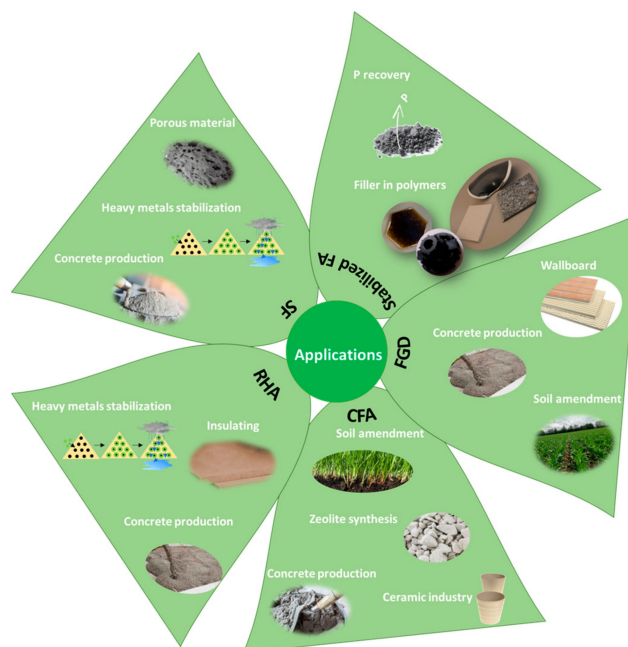 P recovery
P
Filler in polymers
Stabilized FA
Porous material
Heavy metals stabilization
Concrete production
SF
Wallboard
Concrete production
Soil amendment
FGD
Applications
RHA
Heavy metals stabilization
Insulating
Concrete production
CFA
Soil amendment
Zeolite synthesis
Concrete production
Ceramic industry